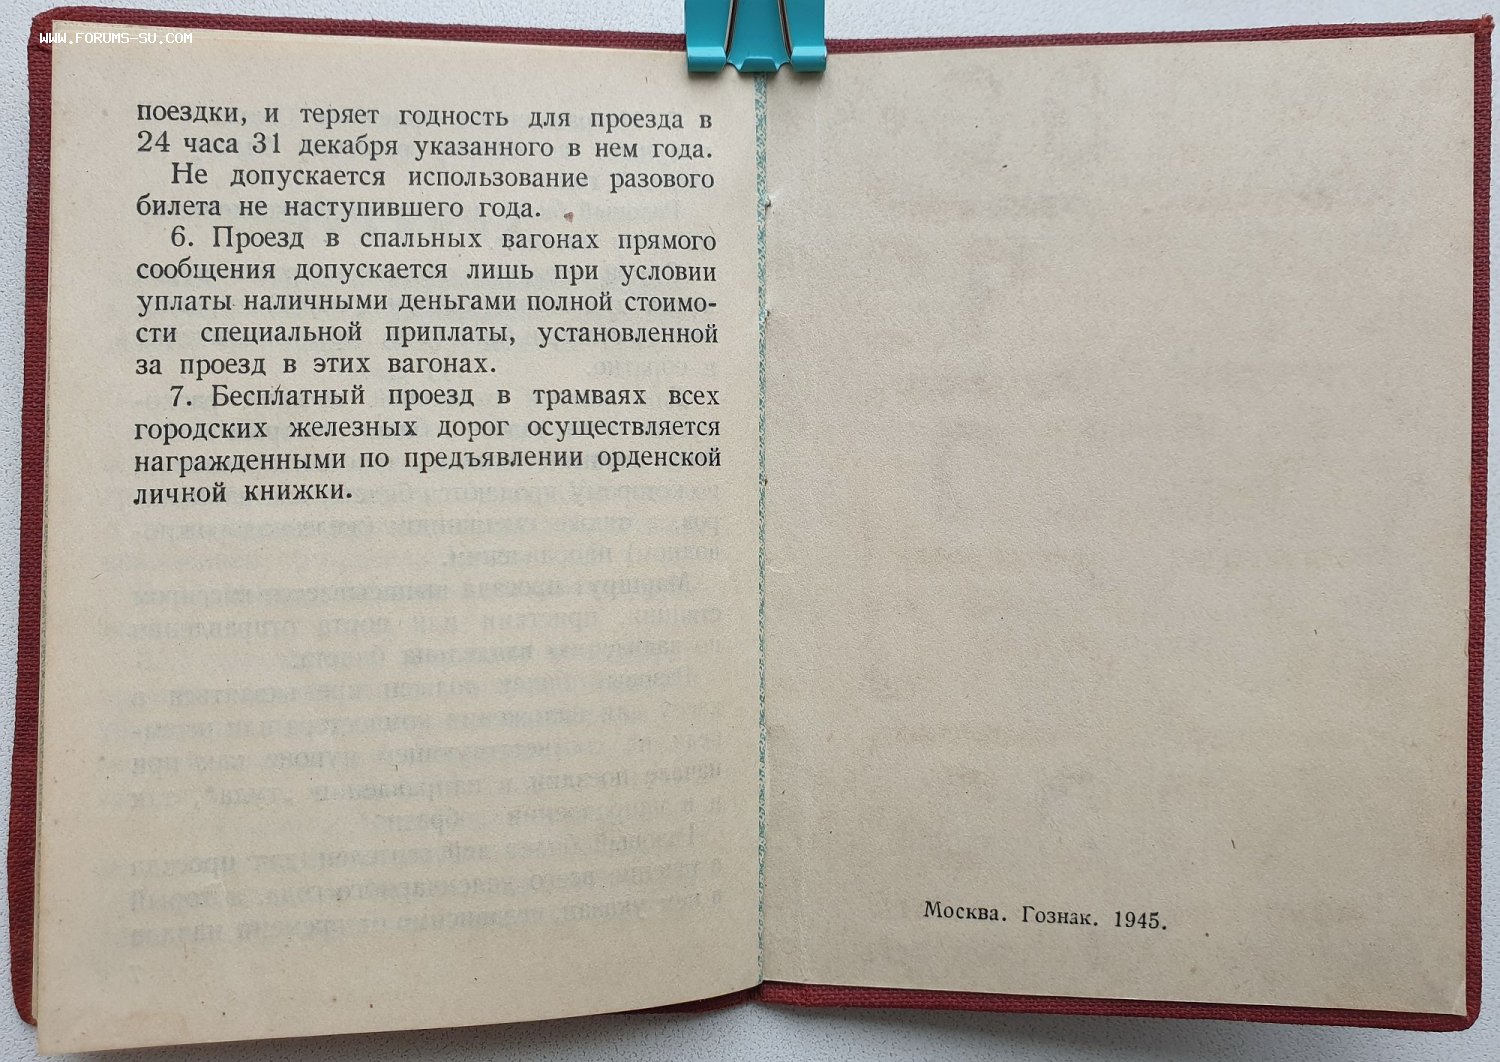 WWW.FORUMS-SU.COM
поездки, и теряет годность для проезда в
24 часа 31 декабря указанного в нем года.
Не допускается использование разового
билета не наступившего года.
6. Проезд в спальных вагонах прямого
сообщения допускается лишь при условии
уплаты наличными деньгами полной стоимо-
сти специальной приплаты, установленной
за проезд в этих вагонах.
7. Бесплатный проезд в трамваях всех
городских железных дорог осуществляется
награжденными по предъявлении орденской
личной книжки.
Москва. Гознак. 1945.